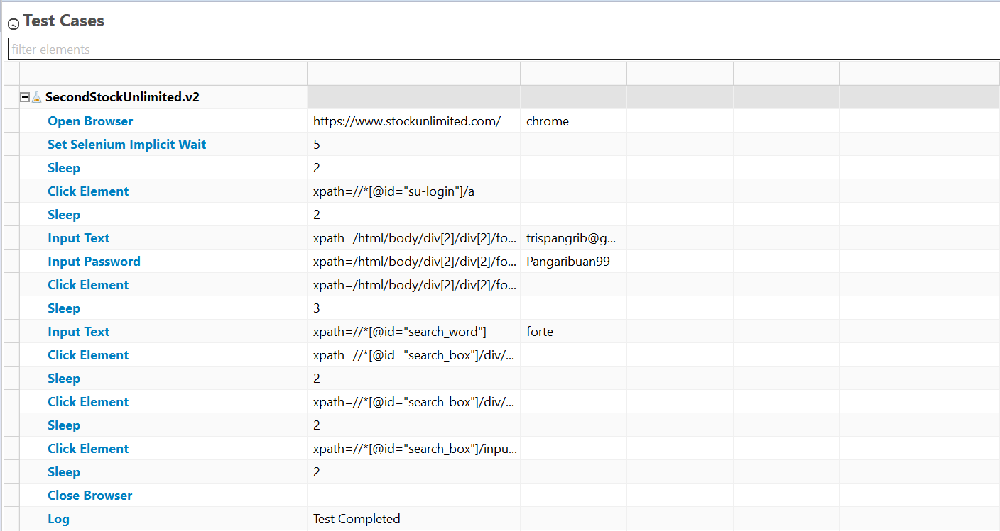 Test Cases
filter elements
SecondStockUnlimited.v2
Open Browser https://www.stockunlimited.com/ chrome
Set Selenium Implicit Wait 5
Sleep 2
Click Element xpath=//*[@id="su-login"]/a
Sleep 2
Input Text xpath=/html/body/div[2]/div[2]/fo... trispangrib@g...
Input Password xpath=/html/body/div[2]/div[2]/fo... Pangaribuan99
Click Element xpath=/html/body/div[2]/div[2]/fo...
Sleep 3
Input Text xpath=//*[@id="search_word"] forte
Click Element xpath=//*[@id="search_box"]/div/...
Sleep 2
Click Element xpath=//*[@id="search_box"]/div/...
Sleep 2
Click Element xpath=//*[@id="search_box"]/inpu...
Sleep 2
Close Browser
Log Test Completed